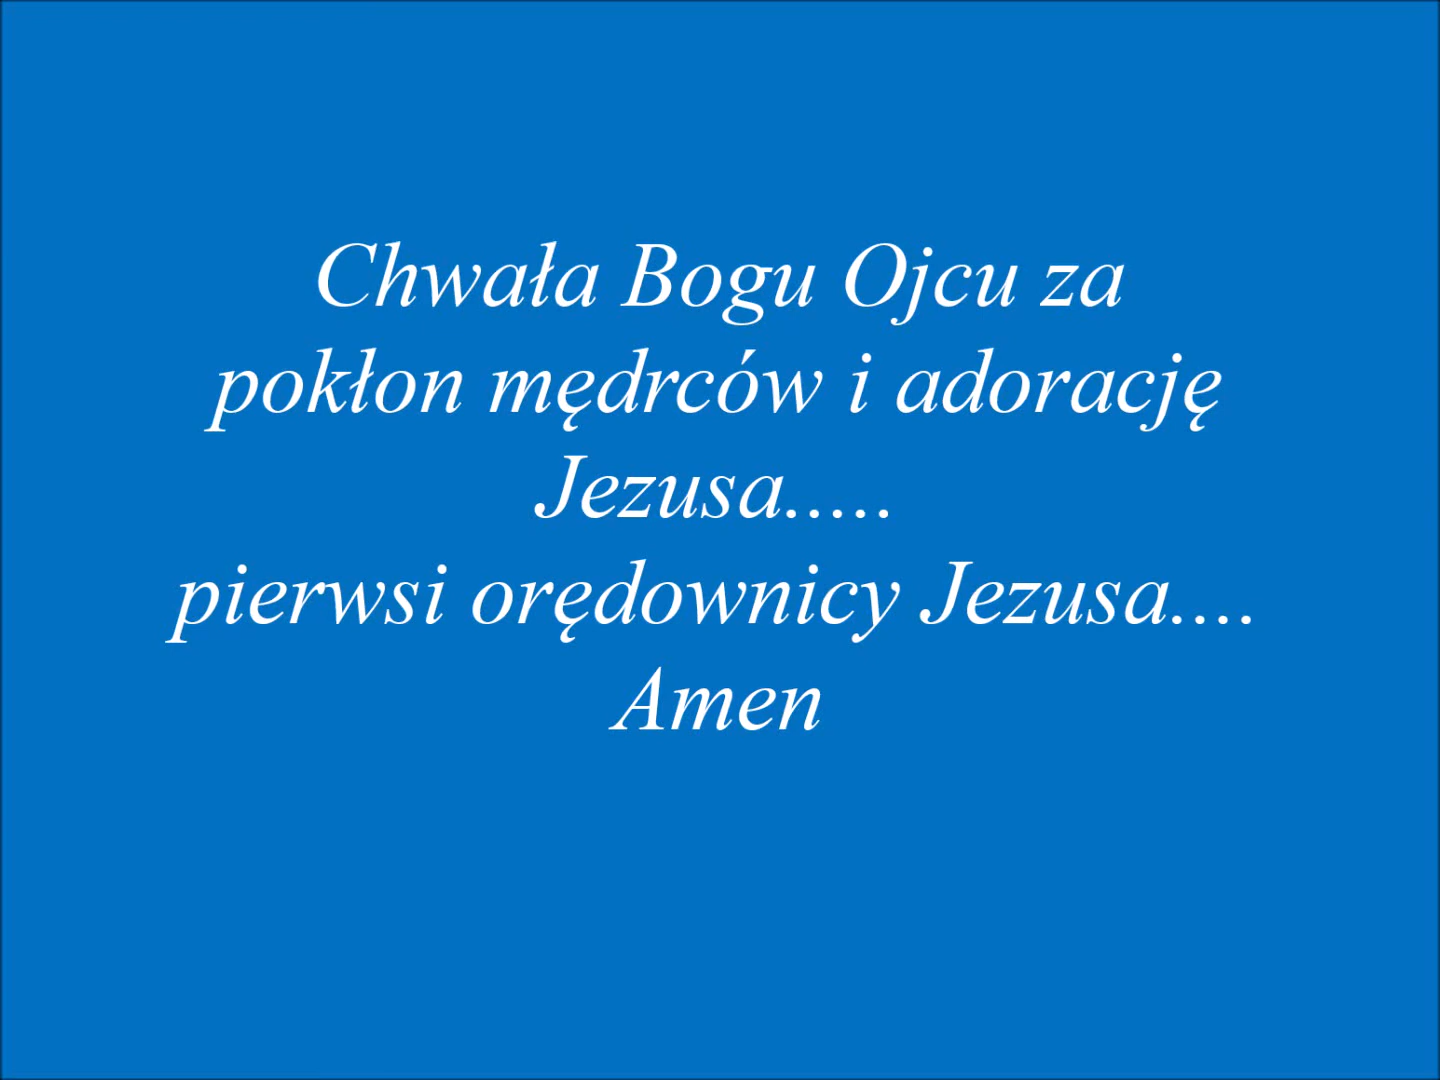 Chwała Bogu Ojcu za
pokłon mędrców i adorację
Jezusa.....
pierwsi orędownicy Jezusa....
Amen